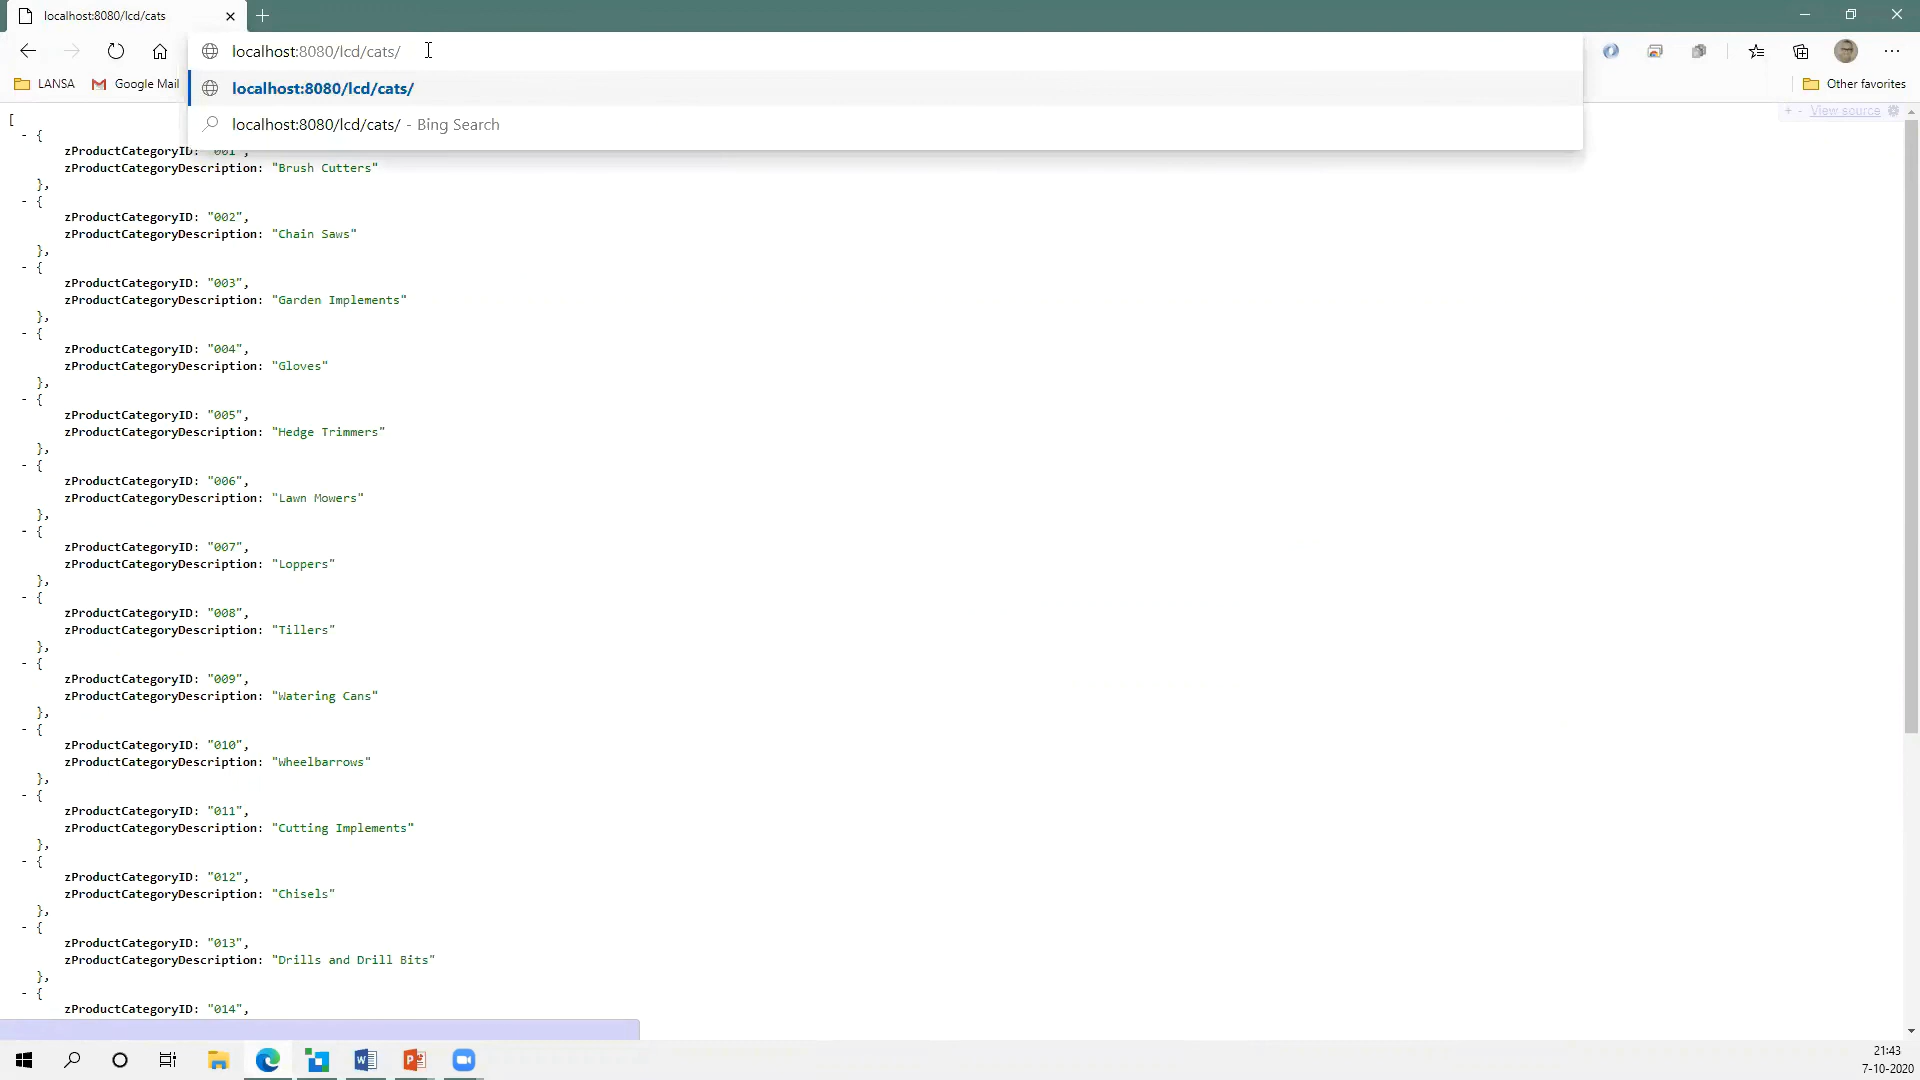 localhost:8080/lcd/cats
localhost:8080/lcd/cats/
LANSA
Google Mail
localhost:8080/lcd/cats/
localhost:8080/lcd/cats/ - Bing Search
Other favorites
+ - View source
[
- {
zProductCategoryID: "001",
zProductCategoryDescription: "Brush Cutters"
},
- {
zProductCategoryID: "002",
zProductCategoryDescription: "Chain Saws"
},
- {
zProductCategoryID: "003",
zProductCategoryDescription: "Garden Implements"
},
- {
zProductCategoryID: "004",
zProductCategoryDescription: "Gloves"
},
- {
zProductCategoryID: "005",
zProductCategoryDescription: "Hedge Trimmers"
},
- {
zProductCategoryID: "006",
zProductCategoryDescription: "Lawn Mowers"
},
- {
zProductCategoryID: "007",
zProductCategoryDescription: "Loppers"
},
- {
zProductCategoryID: "008",
zProductCategoryDescription: "Tillers"
},
- {
zProductCategoryID: "009",
zProductCategoryDescription: "Watering Cans"
},
- {
zProductCategoryID: "010",
zProductCategoryDescription: "Wheelbarrows"
},
- {
zProductCategoryID: "011",
zProductCategoryDescription: "Cutting Implements"
},
- {
zProductCategoryID: "012",
zProductCategoryDescription: "Chisels"
},
- {
zProductCategoryID: "013",
zProductCategoryDescription: "Drills and Drill Bits"
},
- {
zProductCategoryID: "014",
21:43
7-10-2020